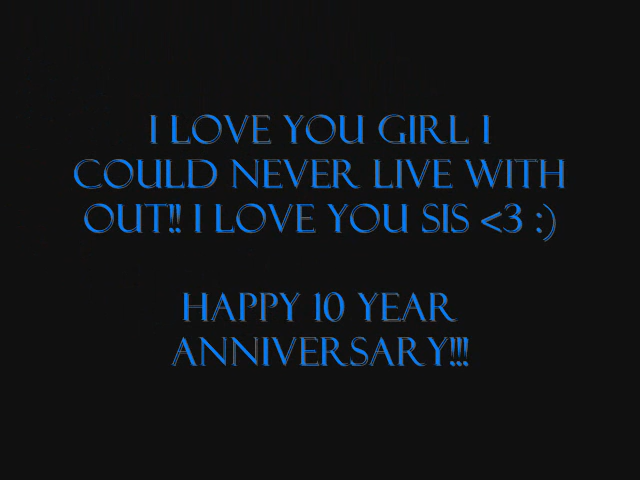 I LOVE YOU GIRL I
COULD NEVER LIVE WITH
OUT!! I LOVE YOU SIS <3 :)
HAPPY 10 YEAR
ANNIVERSARY!!!